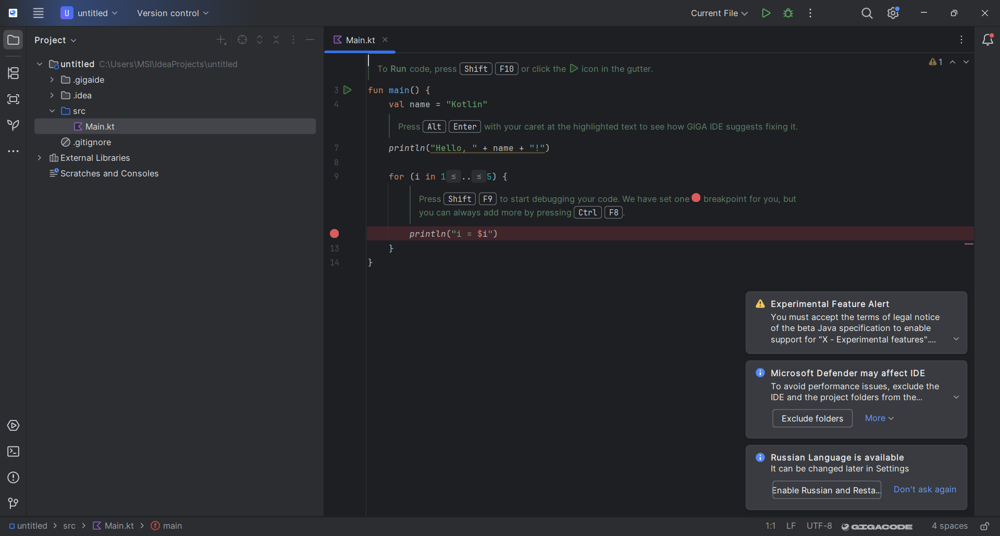 U untitled Version control Current File
Project
Main.kt
untitled C:\Users\MSI\IdeaProjects\untitled
.gigaide
.idea
src
Main.kt
.gitignore
External Libraries
Scratches and Consoles
1
To Run code, press Shift F10 or click the icon in the gutter.
3 fun main() {
4 val name = "Kotlin"
Press Alt Enter with your caret at the highlighted text to see how GIGA IDE suggests fixing it.
7 println("Hello, " + name + "!")
8
9 for (i in 1 ≤ .. ≤ 5) {
Press Shift F9 to start debugging your code. We have set one breakpoint for you, but
you can always add more by pressing Ctrl F8.
println("i = $i")
13 }
14 }
Experimental Feature Alert
You must accept the terms of legal notice
of the beta Java specification to enable
support for "X - Experimental features"....
Microsoft Defender may affect IDE
To avoid performance issues, exclude the
IDE and the project folders from the...
Exclude folders More
Russian Language is available
It can be changed later in Settings
Enable Russian and Resta... Don't ask again
untitled src Main.kt f main
1:1 LF UTF-8 GIGACODE 4 spaces